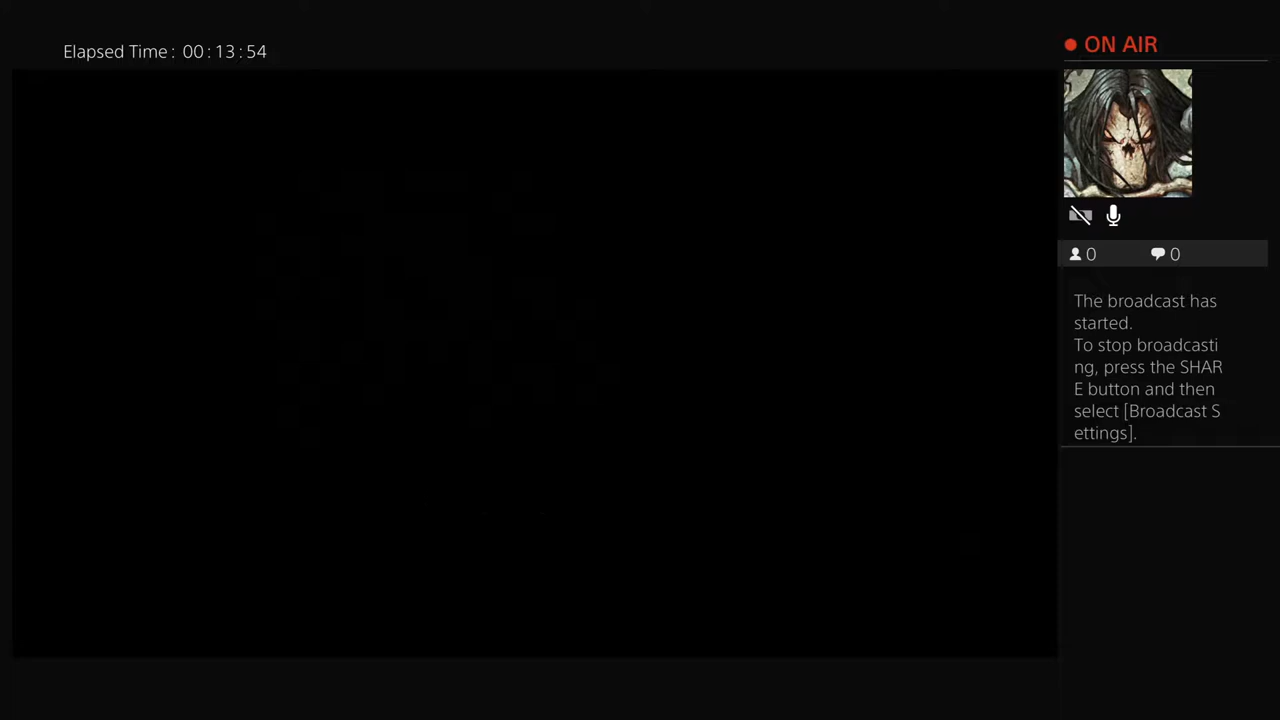 Elapsed Time: 00:13:54
ON AIR
0 0
The broadcast has
started.
To stop broadcasti
ng, press the SHAR
E button and then
select [Broadcast S
ettings].